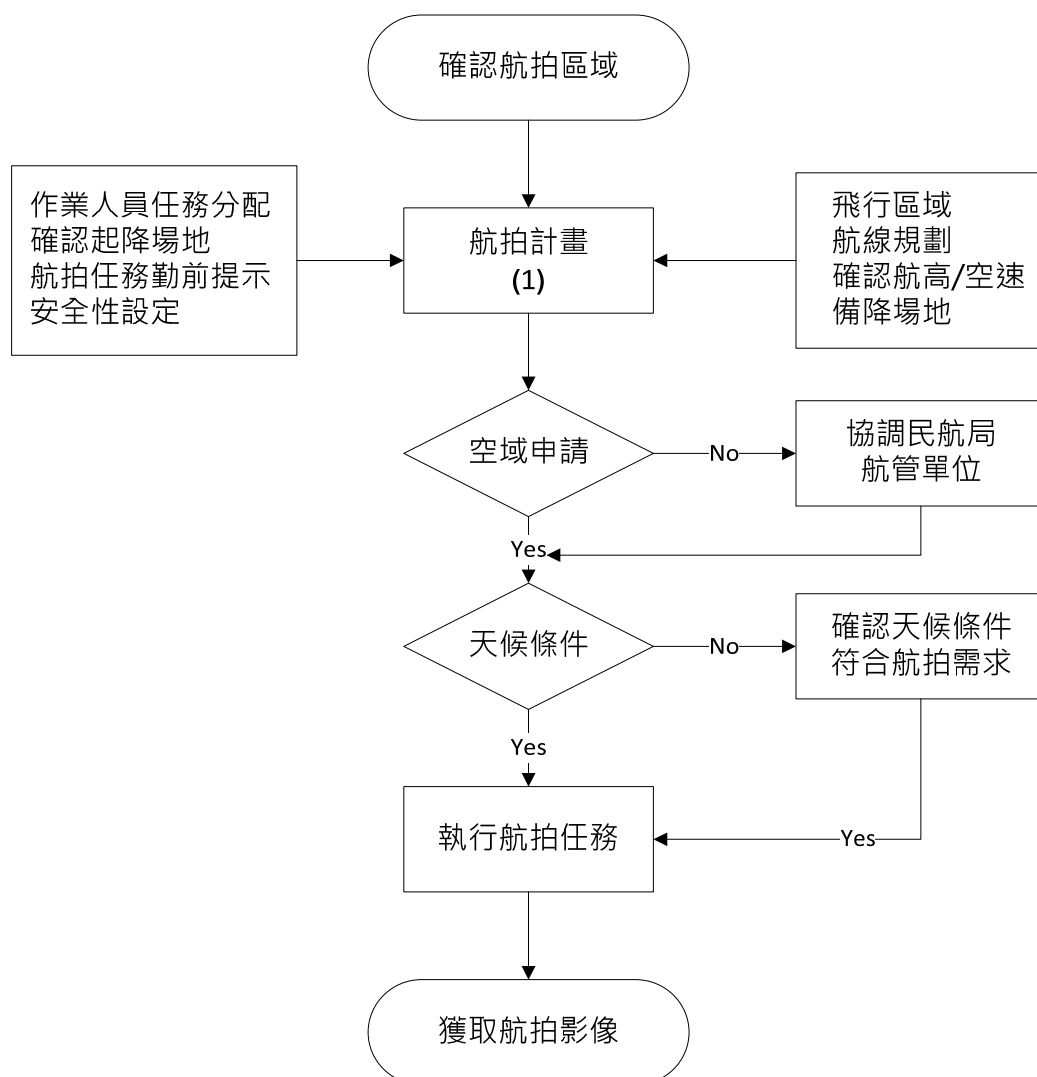 確認航拍區域
作業人員任務分配
確認起降場地
航拍任務勤前提示
安全性設定
航拍計畫
(1)
飛行區域
航線規劃
確認航高/空速
備降場地
空域申請
No
協調民航局
航管單位
Yes
天候條件
No
確認天候條件
符合航拍需求
Yes
執行航拍任務
Yes
獲取航拍影像